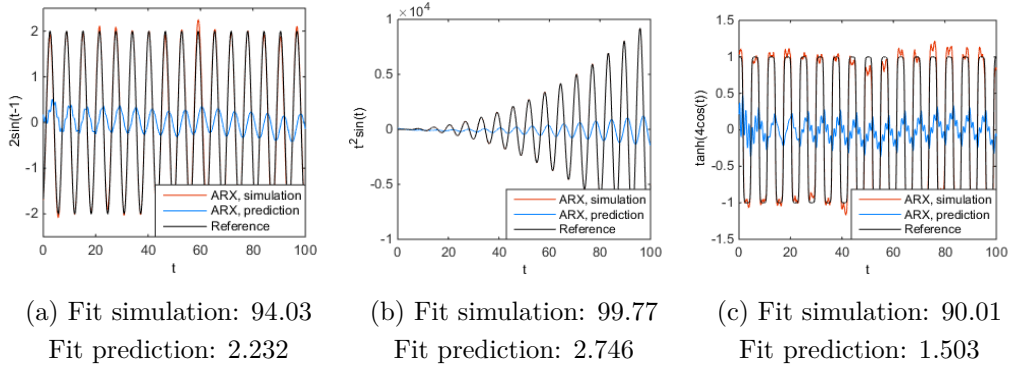 2sin(t-1)
2
1
0
-1
-2
0
20
40
60
80
100
t
ARX, simulation
ARX, prediction
Reference
(a) Fit simulation: 94.03
Fit prediction: 2.232
×10⁴
t² sin(t)
1
0.5
0
-0.5
-1
0
20
40
60
80
100
t
ARX, simulation
ARX, prediction
Reference
(b) Fit simulation: 99.77
Fit prediction: 2.746
tanh(4cos(t))
1.5
1
0.5
0
-0.5
-1
-1.5
0
20
40
60
80
100
t
ARX, simulation
ARX, prediction
Reference
(c) Fit simulation: 90.01
Fit prediction: 1.503